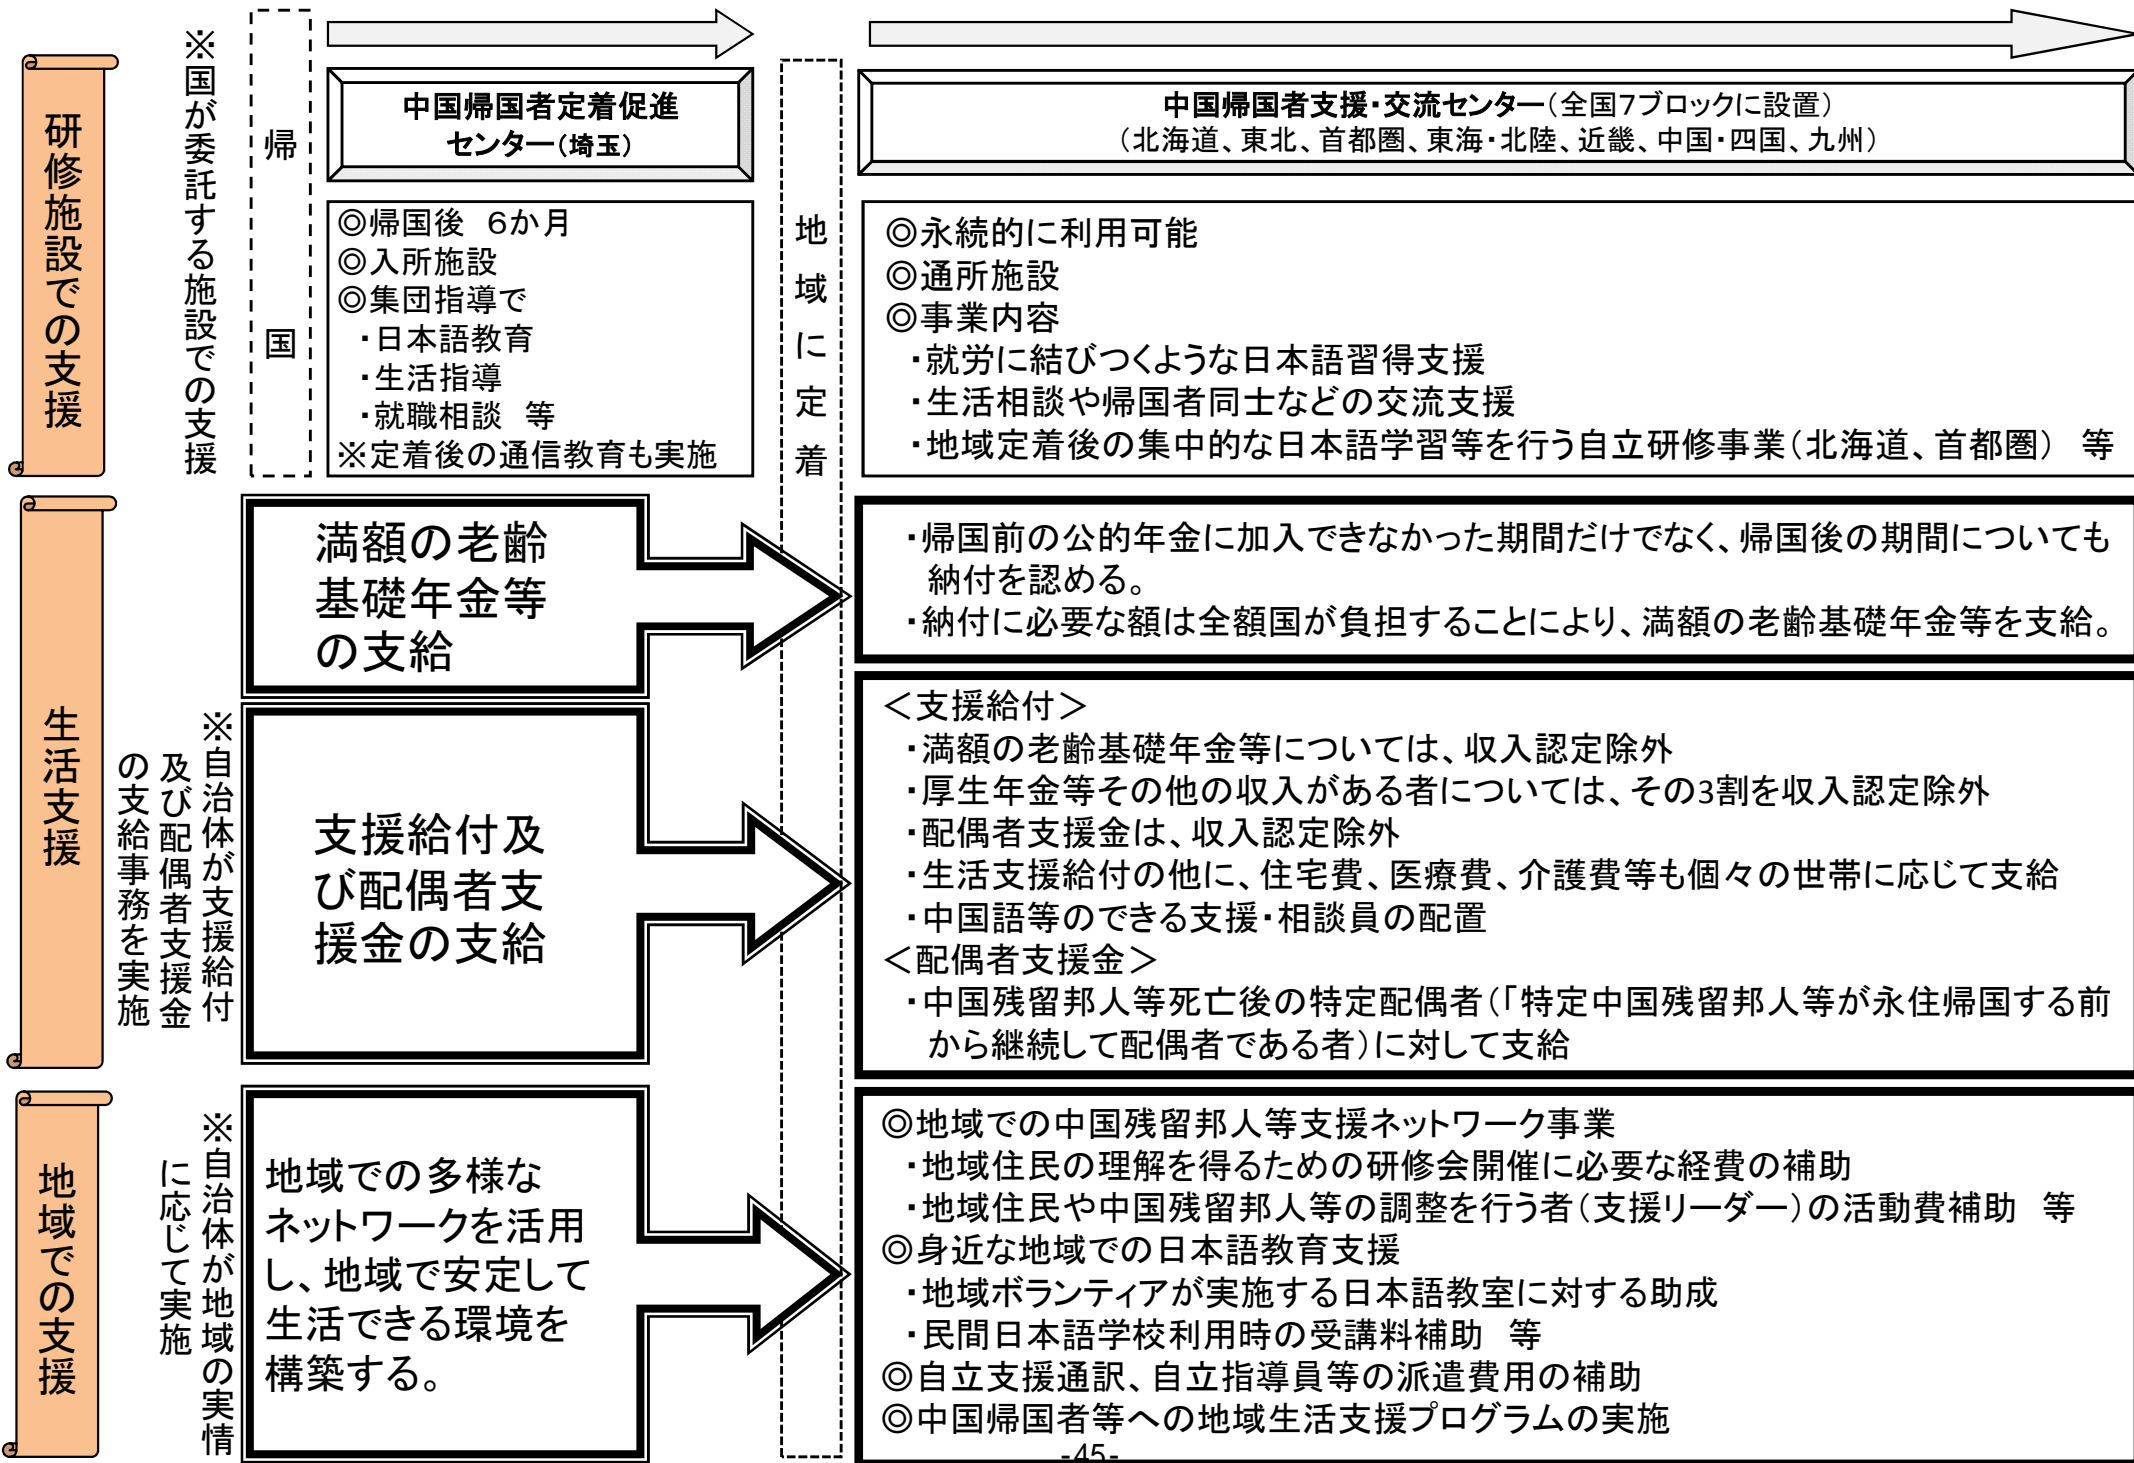 研修施設での支援
※国が委託する施設での支援
帰国
中国帰国者定着促進
センター（埼玉）
◎帰国後　６か月
◎入所施設
◎集団指導で
・日本語教育
・生活指導
・就職相談　等
※定着後の通信教育も実施
地域に定着
中国帰国者支援・交流センター（全国７ブロックに設置）
（北海道、東北、首都圏、東海・北陸、近畿、中国・四国、九州）
◎永続的に利用可能
◎通所施設
◎事業内容
・就労に結びつくような日本語習得支援
・生活相談や帰国者同士などの交流支援
・地域定着後の集中的な日本語学習等を行う自立研修事業（北海道、首都圏）　等
生活支援
満額の老齢
基礎年金等
の支給
・帰国前の公的年金に加入できなかった期間だけでなく、帰国後の期間についても
納付を認める。
・納付に必要な額は全額国が負担することにより、満額の老齢基礎年金等を支給。
※自治体が支援給付
及び配偶者支援金
の支給事務を実施
支援給付及
び配偶者支
援金の支給
＜支援給付＞
・満額の老齢基礎年金等については、収入認定除外
・厚生年金等その他の収入がある者については、その3割を収入認定除外
・配偶者支援金は、収入認定除外
・生活支援給付の他に、住宅費、医療費、介護費等も個々の世帯に応じて支給
・中国語等のできる支援・相談員の配置
＜配偶者支援金＞
・中国残留邦人等死亡後の特定配偶者（「特定中国残留邦人等が永住帰国する前
から継続して配偶者である者）に対して支給
地域での支援
※自治体が地域の実情
に応じて実施
地域での多様な
ネットワークを活用
し、地域で安定して
生活できる環境を
構築する。
◎地域での中国残留邦人等支援ネットワーク事業
・地域住民の理解を得るための研修会開催に必要な経費の補助
・地域住民や中国残留邦人等の調整を行う者（支援リーダー）の活動費補助　等
◎身近な地域での日本語教育支援
・地域ボランティアが実施する日本語教室に対する助成
・民間日本語学校利用時の受講料補助　等
◎自立支援通訳、自立指導員等の派遣費用の補助
◎中国帰国者等への地域生活支援プログラムの実施
-45-